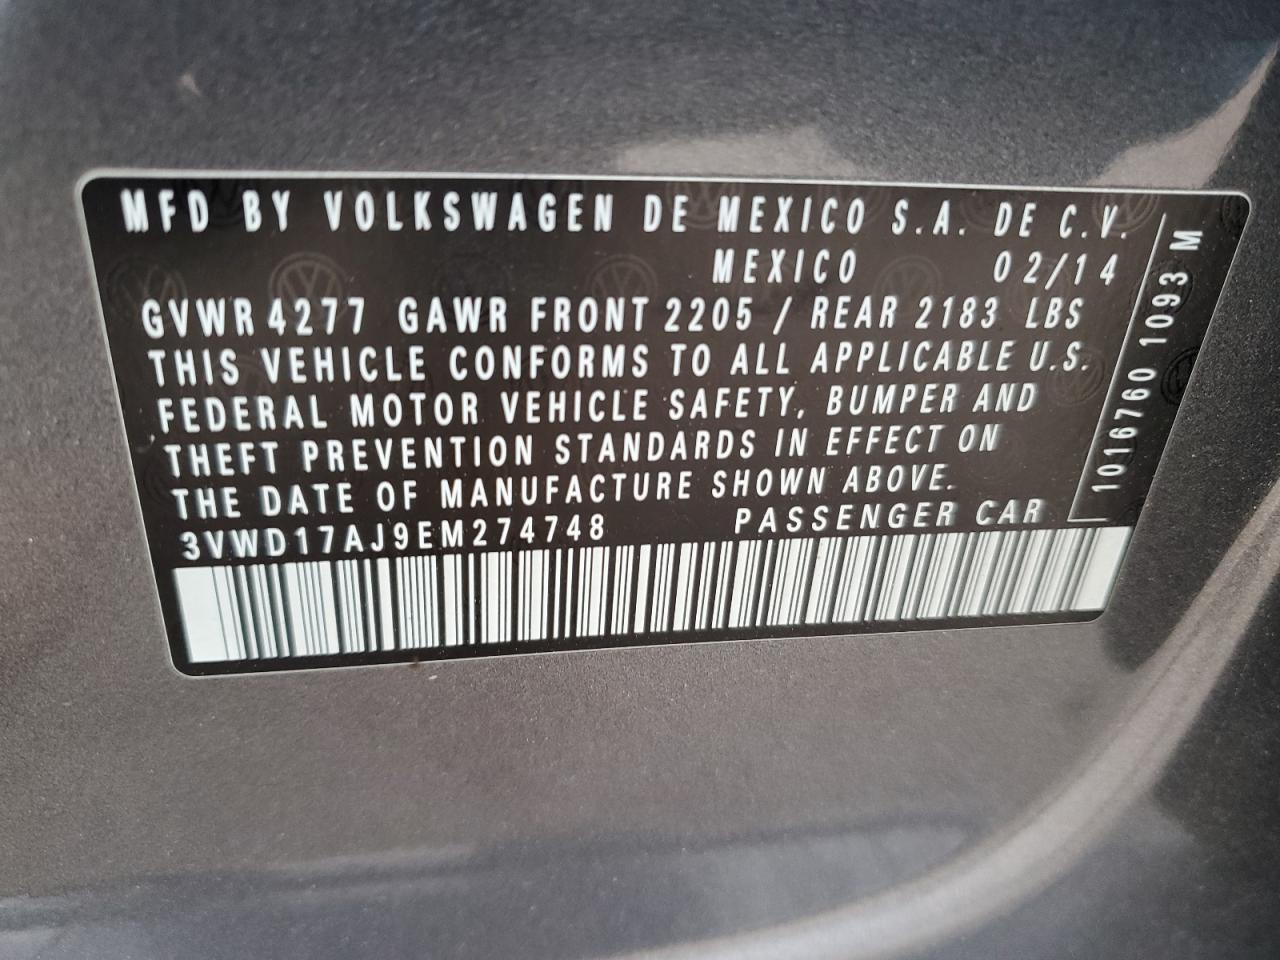 MFD BY VOLKSWAGEN DE MEXICO S.A. DE C.V.
MEXICO 02/14
GVWR 4277 GAWR FRONT 2205 / REAR 2183 LBS
THIS VEHICLE CONFORMS TO ALL APPLICABLE U.S.
FEDERAL MOTOR VEHICLE SAFETY, BUMPER AND
THEFT PREVENTION STANDARDS IN EFFECT ON
THE DATE OF MANUFACTURE SHOWN ABOVE.
3VWD17AJ9EM274748 PASSENGER CAR
1016760 1093 M